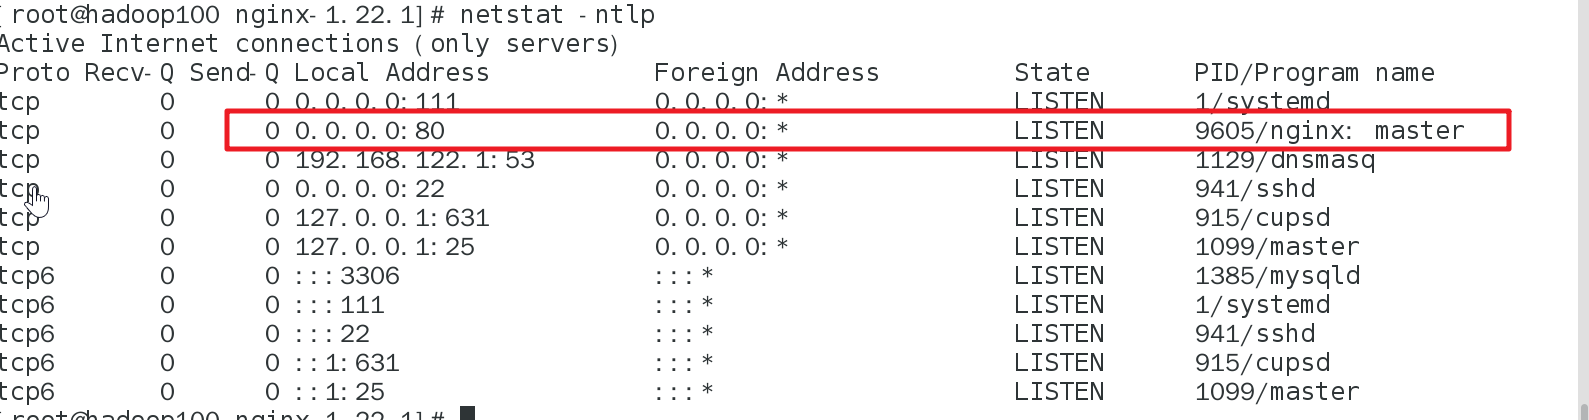 [root@hadoop100 nginx-1.22.1]# netstat -ntlp
Active Internet connections (only servers)
Proto Recv-Q Send-Q Local Address Foreign Address State PID/Program name
tcp 0 0 0.0.0.0:111 0.0.0.0:* LISTEN 1/systemd
tcp 0 0 0.0.0.0:80 0.0.0.0:* LISTEN 9605/nginx: master
tcp 0 0 192.168.122.1:53 0.0.0.0:* LISTEN 1129/dnsmasq
tcp 0 0 0.0.0.0:22 0.0.0.0:* LISTEN 941/sshd
tcp 0 0 127.0.0.1:631 0.0.0.0:* LISTEN 915/cupsd
tcp 0 0 127.0.0.1:25 0.0.0.0:* LISTEN 1099/master
tcp6 0 0 :::3306 :::* LISTEN 1385/mysqld
tcp6 0 0 :::111 :::* LISTEN 1/systemd
tcp6 0 0 :::22 :::* LISTEN 941/sshd
tcp6 0 0 ::1:631 :::* LISTEN 915/cupsd
tcp6 0 0 ::1:25 :::* LISTEN 1099/master
[root@hadoop100 nginx-1.22.1]#